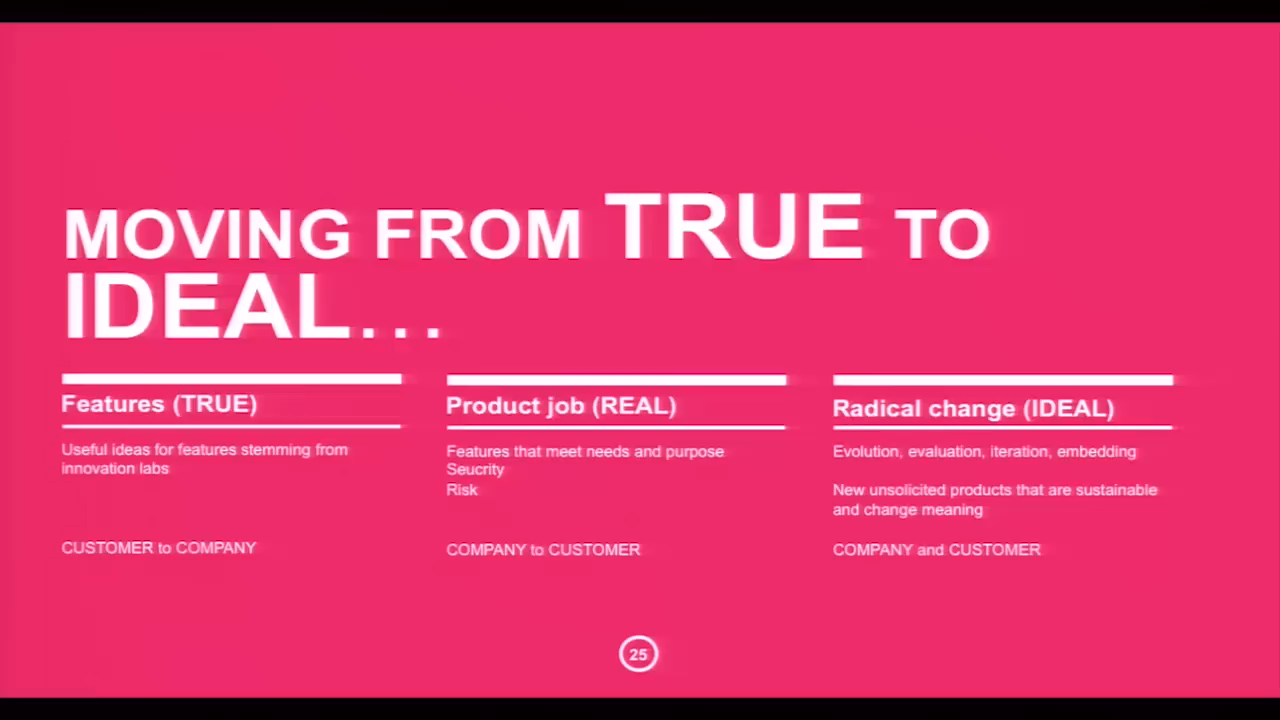 MOVING FROM TRUE TO
IDEAL...
Features (TRUE)
Useful ideas for features stemming from
innovation labs
CUSTOMER to COMPANY
Product job (REAL)
Features that meet needs and purpose
Seucrity
Risk
COMPANY to CUSTOMER
Radical change (IDEAL)
Evolution, evaluation, iteration, embedding
New unsolicited products that are sustainable
and change meaning
COMPANY and CUSTOMER
25